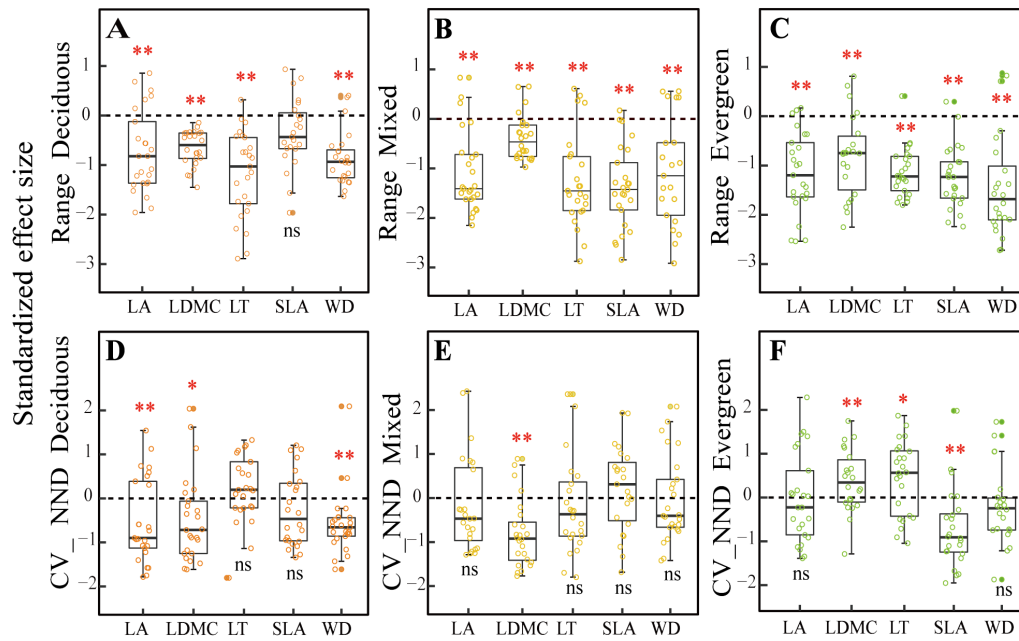 Standardized effect size
A
Range Deciduous
1
0
−1
−2
−3
** ** ** **
ns
LA LDMC LT SLA WD
B
Range Mixed
1
0
−1
−2
−3
** ** ** ** **
LA LDMC LT SLA WD
C
Range Evergreen
1
0
−1
−2
−3
** ** ** ** **
LA LDMC LT SLA WD
D
CV_ NND Deciduous
2
1
0
−1
−2
** * **
ns ns
LA LDMC LT SLA WD
E
CV_NND Mixed
2
1
0
−1
−2
**
ns ns ns ns
LA LDMC LT SLA WD
F
CV_NND Evergreen
2
1
0
−1
−2
** * **
ns ns
LA LDMC LT SLA WD